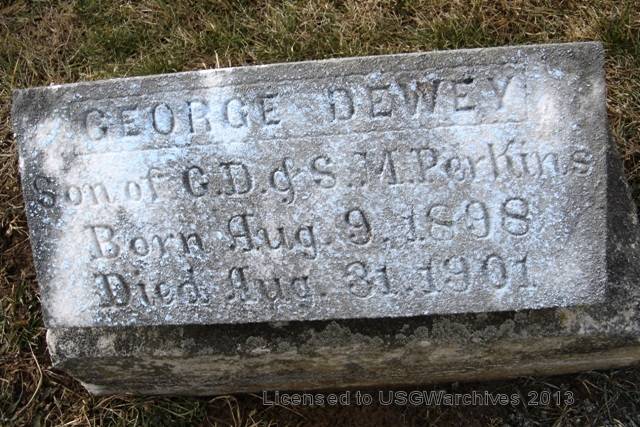 GEORGE DEWEY
Son of G.D. & S.M. Perkins
Born Aug. 9. 1898
Died Aug. 31. 1901
Licensed to USGWarchives 2013